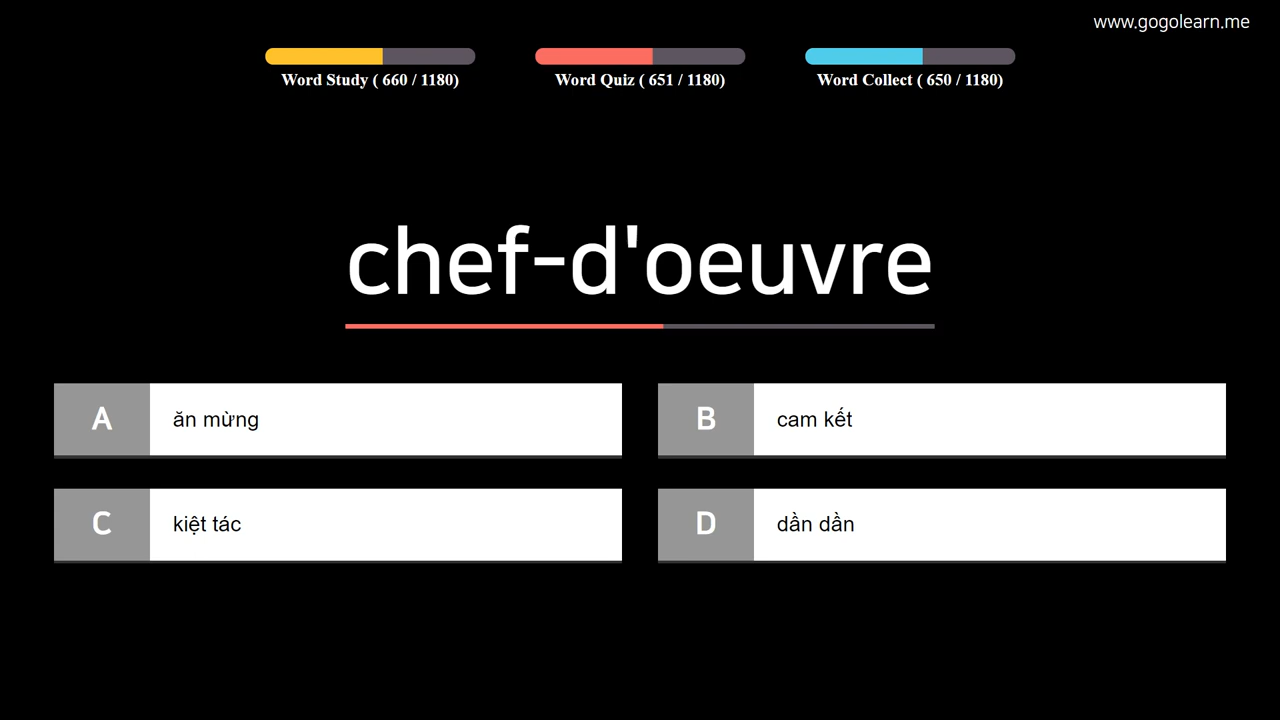 www.gogolearn.me
Word Study ( 660 / 1180)
Word Quiz ( 651 / 1180)
Word Collect ( 650 / 1180)
chef-d'oeuvre
A
ăn mừng
B
cam kết
C
kiệt tác
D
dần dần